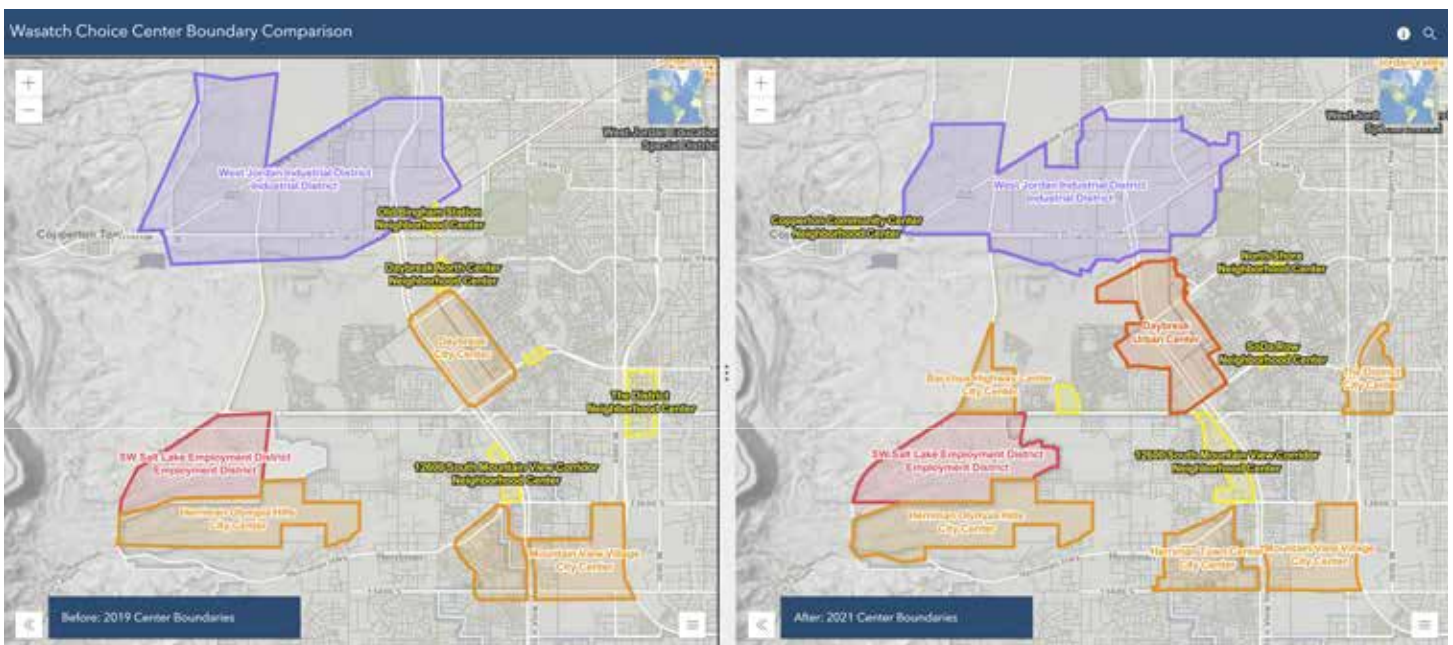 Wasatch Choice Center Boundary Comparison
West Jordan Education
Special District
West Jordan Industrial District
Industrial District
Old Bingham Station
Neighborhood Center
Copperton
Daybreak North Center
Neighborhood Center
Daybreak
City Center
The District
Neighborhood Center
SW Salt Lake Employment District
Employment District
12600 South Mountain View Corridor
Neighborhood Center
Herriman Olympia Hills
City Center
Mountain View Village
City Center
Before: 2019 Center Boundaries
West Jordan Industrial District
Industrial District
Copperton Community Center
Neighborhood Center
North Shore
Neighborhood Center
Daybreak
Urban Center
SoDa Row
Neighborhood Center
The District
City Center
Bacchus Highway Center
City Center
SW Salt Lake Employment District
Employment District
12600 South Mountain View Corridor
Neighborhood Center
Herriman Olympia Hills
City Center
Herriman Town Center
City Center
Mountain View Village
City Center
After: 2021 Center Boundaries